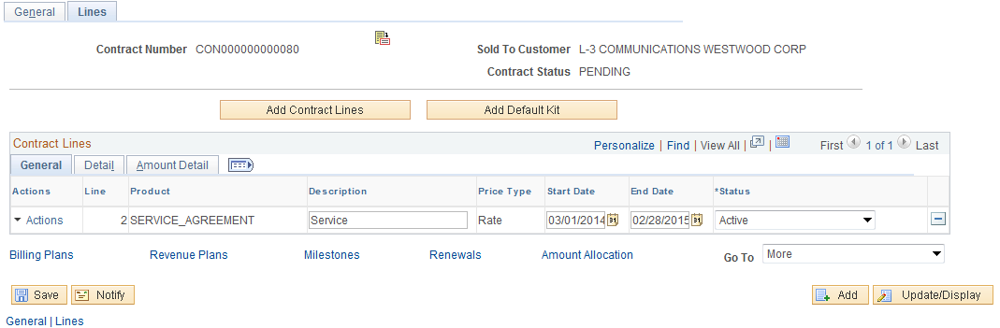 General Lines
Contract Number CON000000000080 Sold To Customer L-3 COMMUNICATIONS WESTWOOD CORP
Contract Status PENDING
Add Contract Lines Add Default Kit
Contract Lines Personalize | Find | View All | | First 1 of 1 Last
General Detail Amount Detail
Actions Line Product Description Price Type Start Date End Date *Status
Actions 2 SERVICE_AGREEMENT Service Rate 03/01/2014 31 02/28/2015 31 Active
Billing Plans Revenue Plans Milestones Renewals Amount Allocation Go To More
Save Notify Add Update/Display
General | Lines